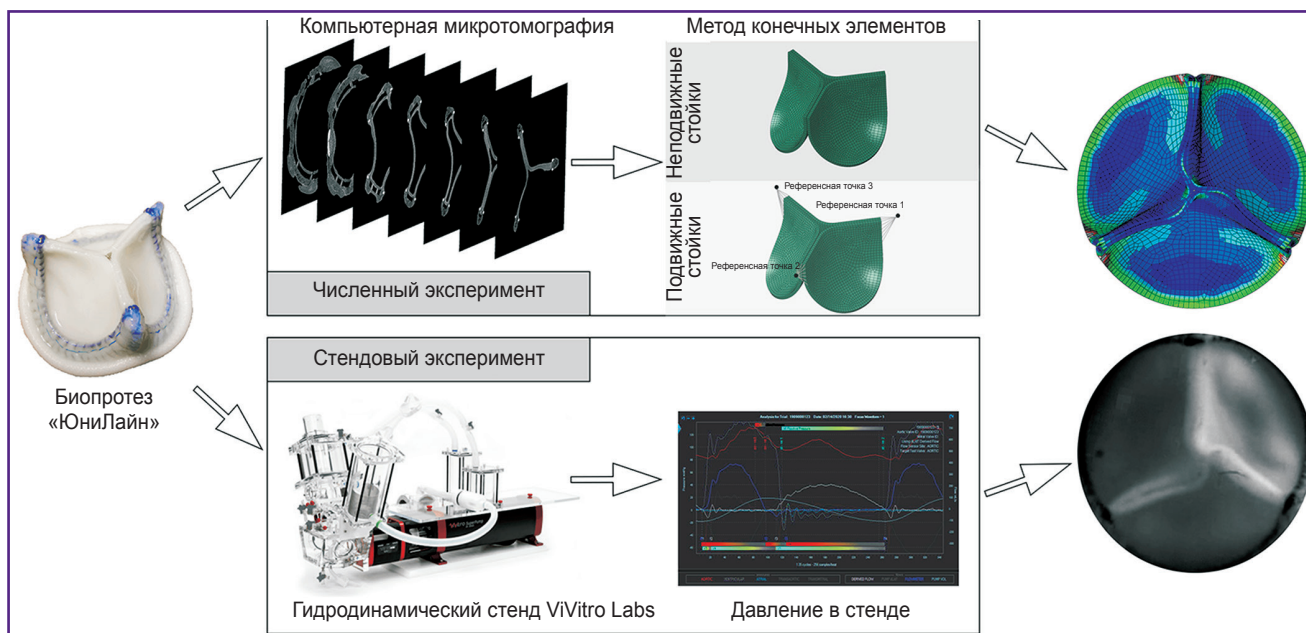 Компьютерная микротомография
Метод конечных элементов
Неподвижные
стойки
Референсная точка 3
Референсная точка 1
Референсная точка 2
Подвижные
стойки
Численный эксперимент
Биопротез
«ЮниЛайн»
Стендовый эксперимент
ViVitro
Гидродинамический стенд ViVitro Labs
Давление в стенде